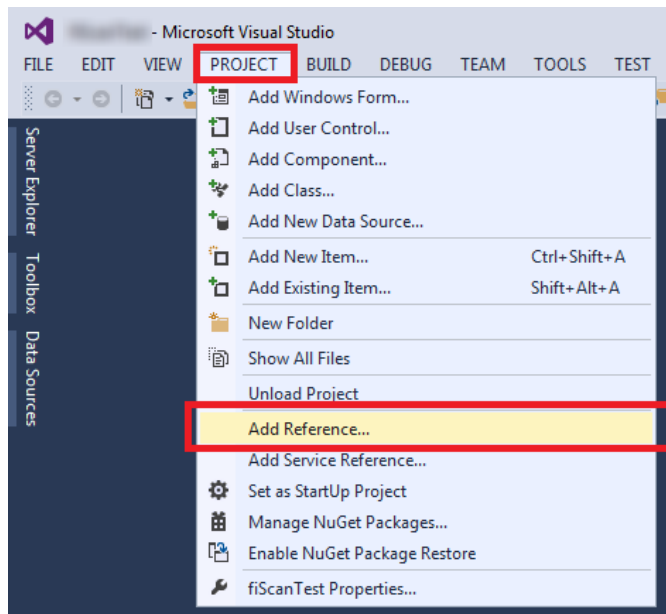 - Microsoft Visual Studio
FILE EDIT VIEW PROJECT BUILD DEBUG TEAM TOOLS TEST
Add Windows Form...
Add User Control...
Add Component...
Add Class...
Add New Data Source...
Add New Item... Ctrl+Shift+A
Add Existing Item... Shift+Alt+A
New Folder
Show All Files
Unload Project
Add Reference...
Add Service Reference...
Set as StartUp Project
Manage NuGet Packages...
Enable NuGet Package Restore
fiScanTest Properties...
Server Explorer
Toolbox
Data Sources